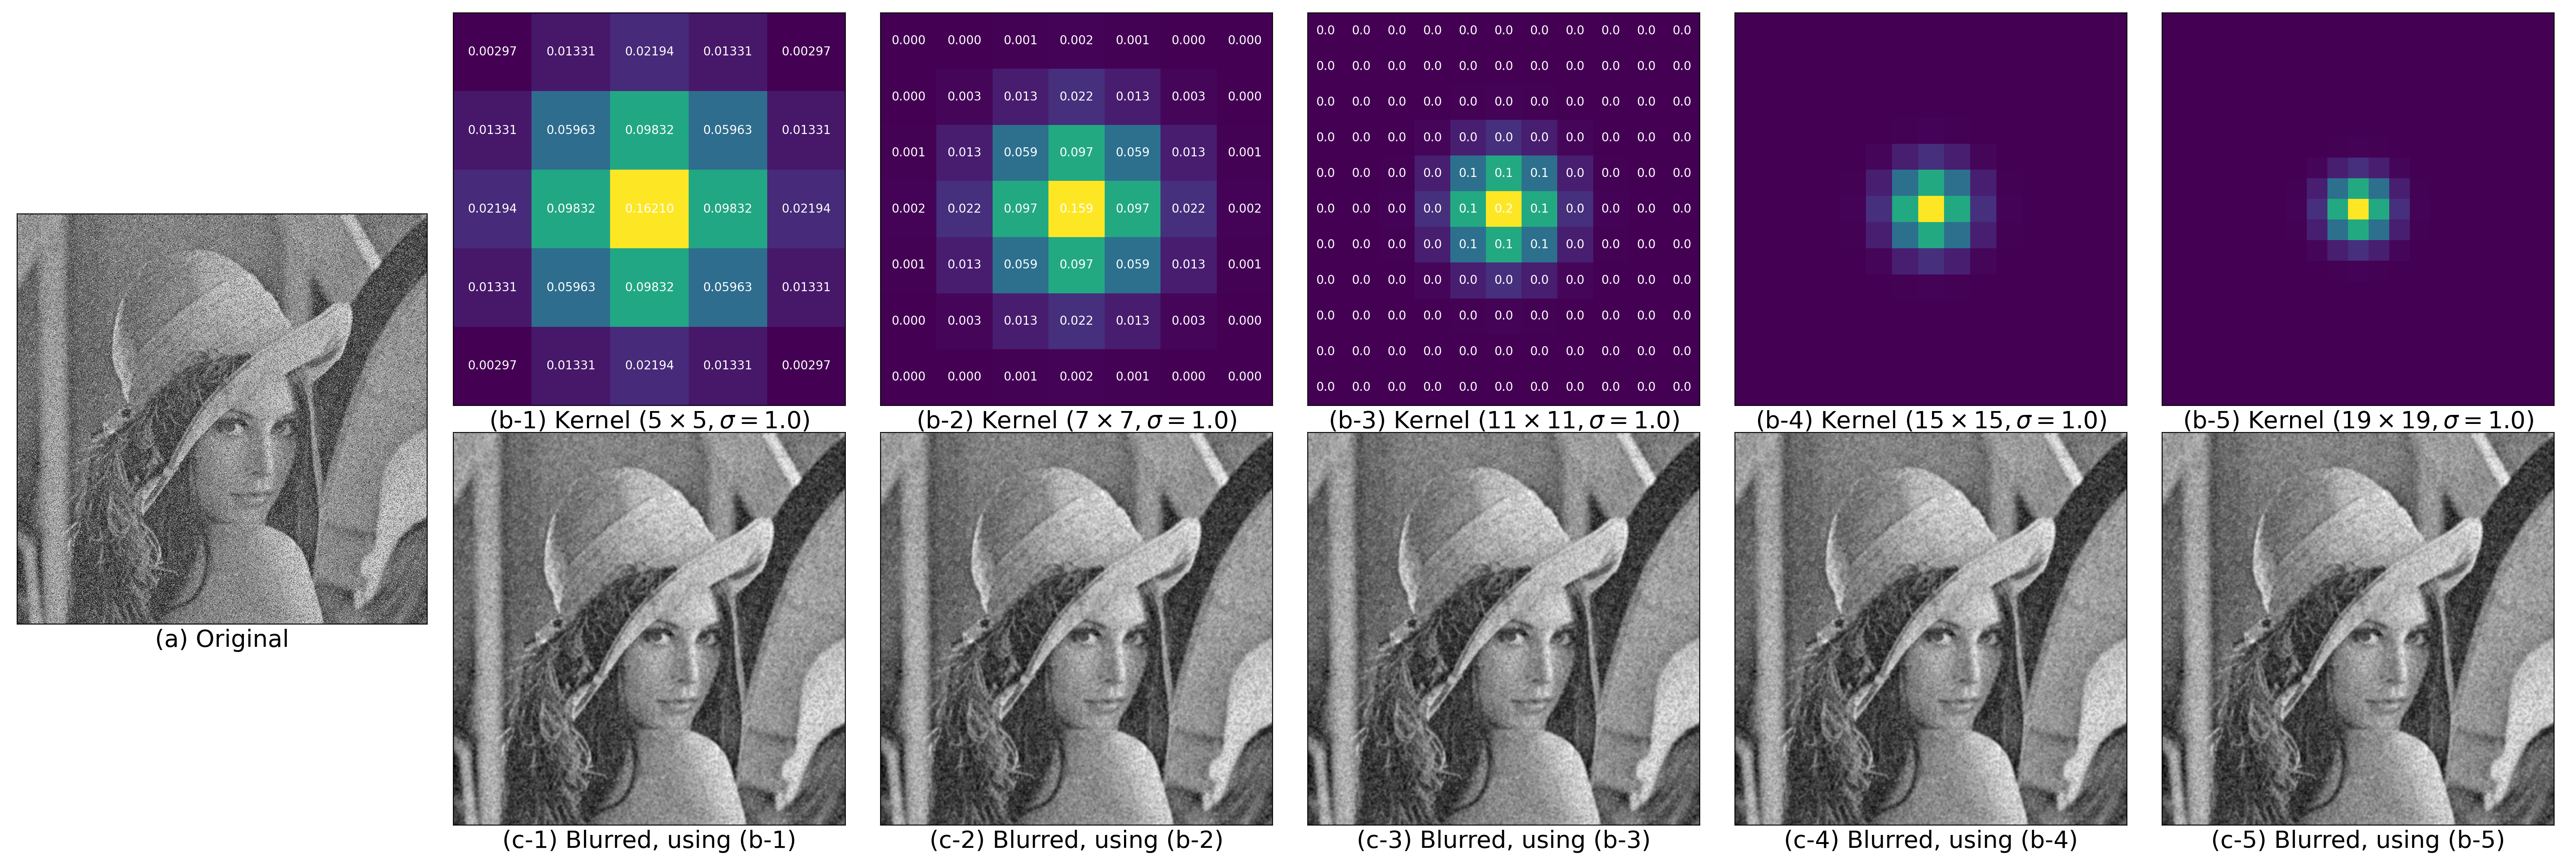 0.00297 0.01331 0.02194 0.01331 0.00297
0.01331 0.05963 0.09832 0.05963 0.01331
0.02194 0.09832 0.16210 0.09832 0.02194
0.01331 0.05963 0.09832 0.05963 0.01331
0.00297 0.01331 0.02194 0.01331 0.00297
(b-1) Kernel (5 × 5, σ = 1.0)
0.000 0.000 0.001 0.002 0.001 0.000 0.000
0.000 0.003 0.013 0.022 0.013 0.003 0.000
0.001 0.013 0.059 0.097 0.059 0.013 0.001
0.002 0.022 0.097 0.159 0.097 0.022 0.002
0.001 0.013 0.059 0.097 0.059 0.013 0.001
0.000 0.003 0.013 0.022 0.013 0.003 0.000
0.000 0.000 0.001 0.002 0.001 0.000 0.000
(b-2) Kernel (7 × 7, σ = 1.0)
0.0 0.0 0.0 0.0 0.0 0.0 0.0 0.0 0.0 0.0 0.0
0.0 0.0 0.0 0.0 0.0 0.0 0.0 0.0 0.0 0.0 0.0
0.0 0.0 0.0 0.0 0.0 0.0 0.0 0.0 0.0 0.0 0.0
0.0 0.0 0.0 0.0 0.0 0.0 0.0 0.0 0.0 0.0 0.0
0.0 0.0 0.0 0.0 0.1 0.1 0.1 0.0 0.0 0.0 0.0
0.0 0.0 0.0 0.0 0.1 0.2 0.1 0.0 0.0 0.0 0.0
0.0 0.0 0.0 0.0 0.1 0.1 0.1 0.0 0.0 0.0 0.0
0.0 0.0 0.0 0.0 0.0 0.0 0.0 0.0 0.0 0.0 0.0
0.0 0.0 0.0 0.0 0.0 0.0 0.0 0.0 0.0 0.0 0.0
0.0 0.0 0.0 0.0 0.0 0.0 0.0 0.0 0.0 0.0 0.0
0.0 0.0 0.0 0.0 0.0 0.0 0.0 0.0 0.0 0.0 0.0
(b-3) Kernel (11 × 11, σ = 1.0)
(b-4) Kernel (15 × 15, σ = 1.0)
(b-5) Kernel (19 × 19, σ = 1.0)
(a) Original
(c-1) Blurred, using (b-1)
(c-2) Blurred, using (b-2)
(c-3) Blurred, using (b-3)
(c-4) Blurred, using (b-4)
(c-5) Blurred, using (b-5)